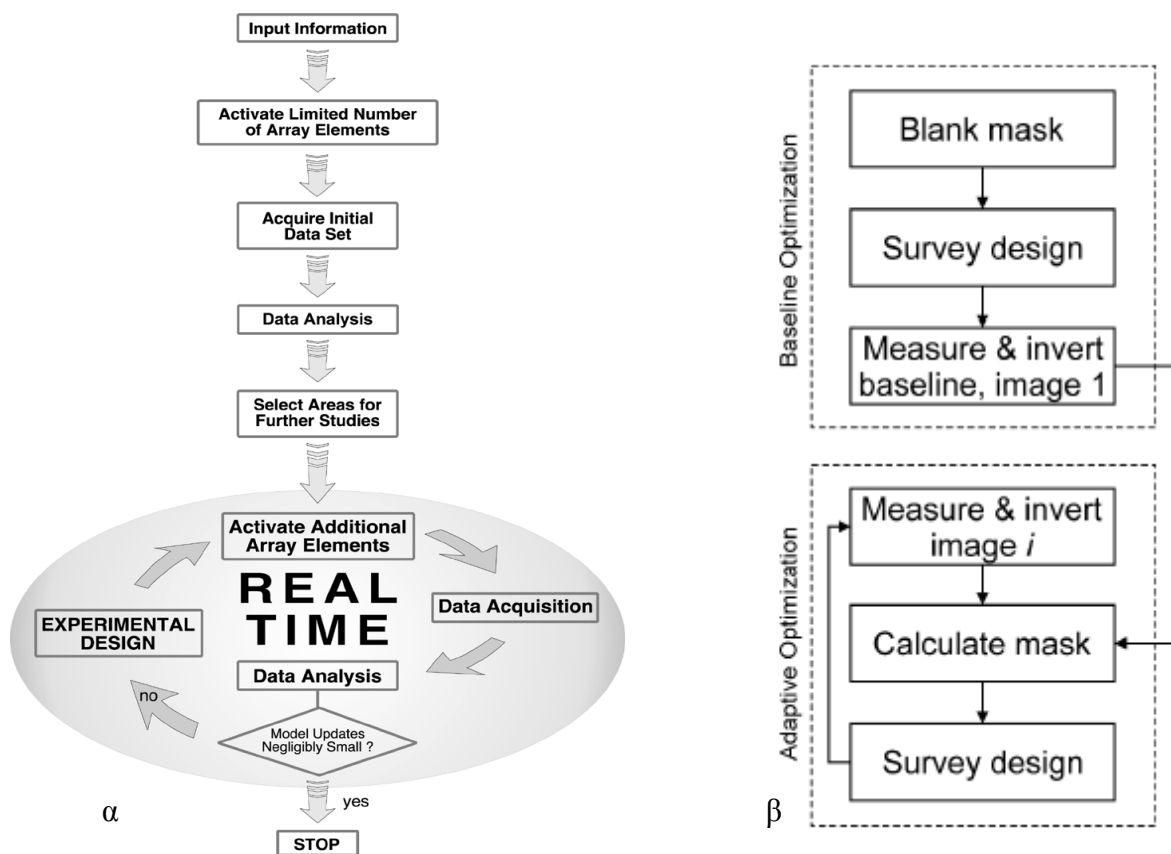 Input Information
Activate Limited Number
of Array Elements
Acquire Initial
Data Set
Data Analysis
Select Areas for
Further Studies
Activate Additional
Array Elements
REAL
TIME
Data Acquisition
EXPERIMENTAL
DESIGN
Data Analysis
no
Model Updates
Negligibly Small ?
yes
STOP
α
Baseline Optimization
Blank mask
Survey design
Measure & invert
baseline, image 1
Adaptive Optimization
Measure & invert
image i
Calculate mask
Survey design
β